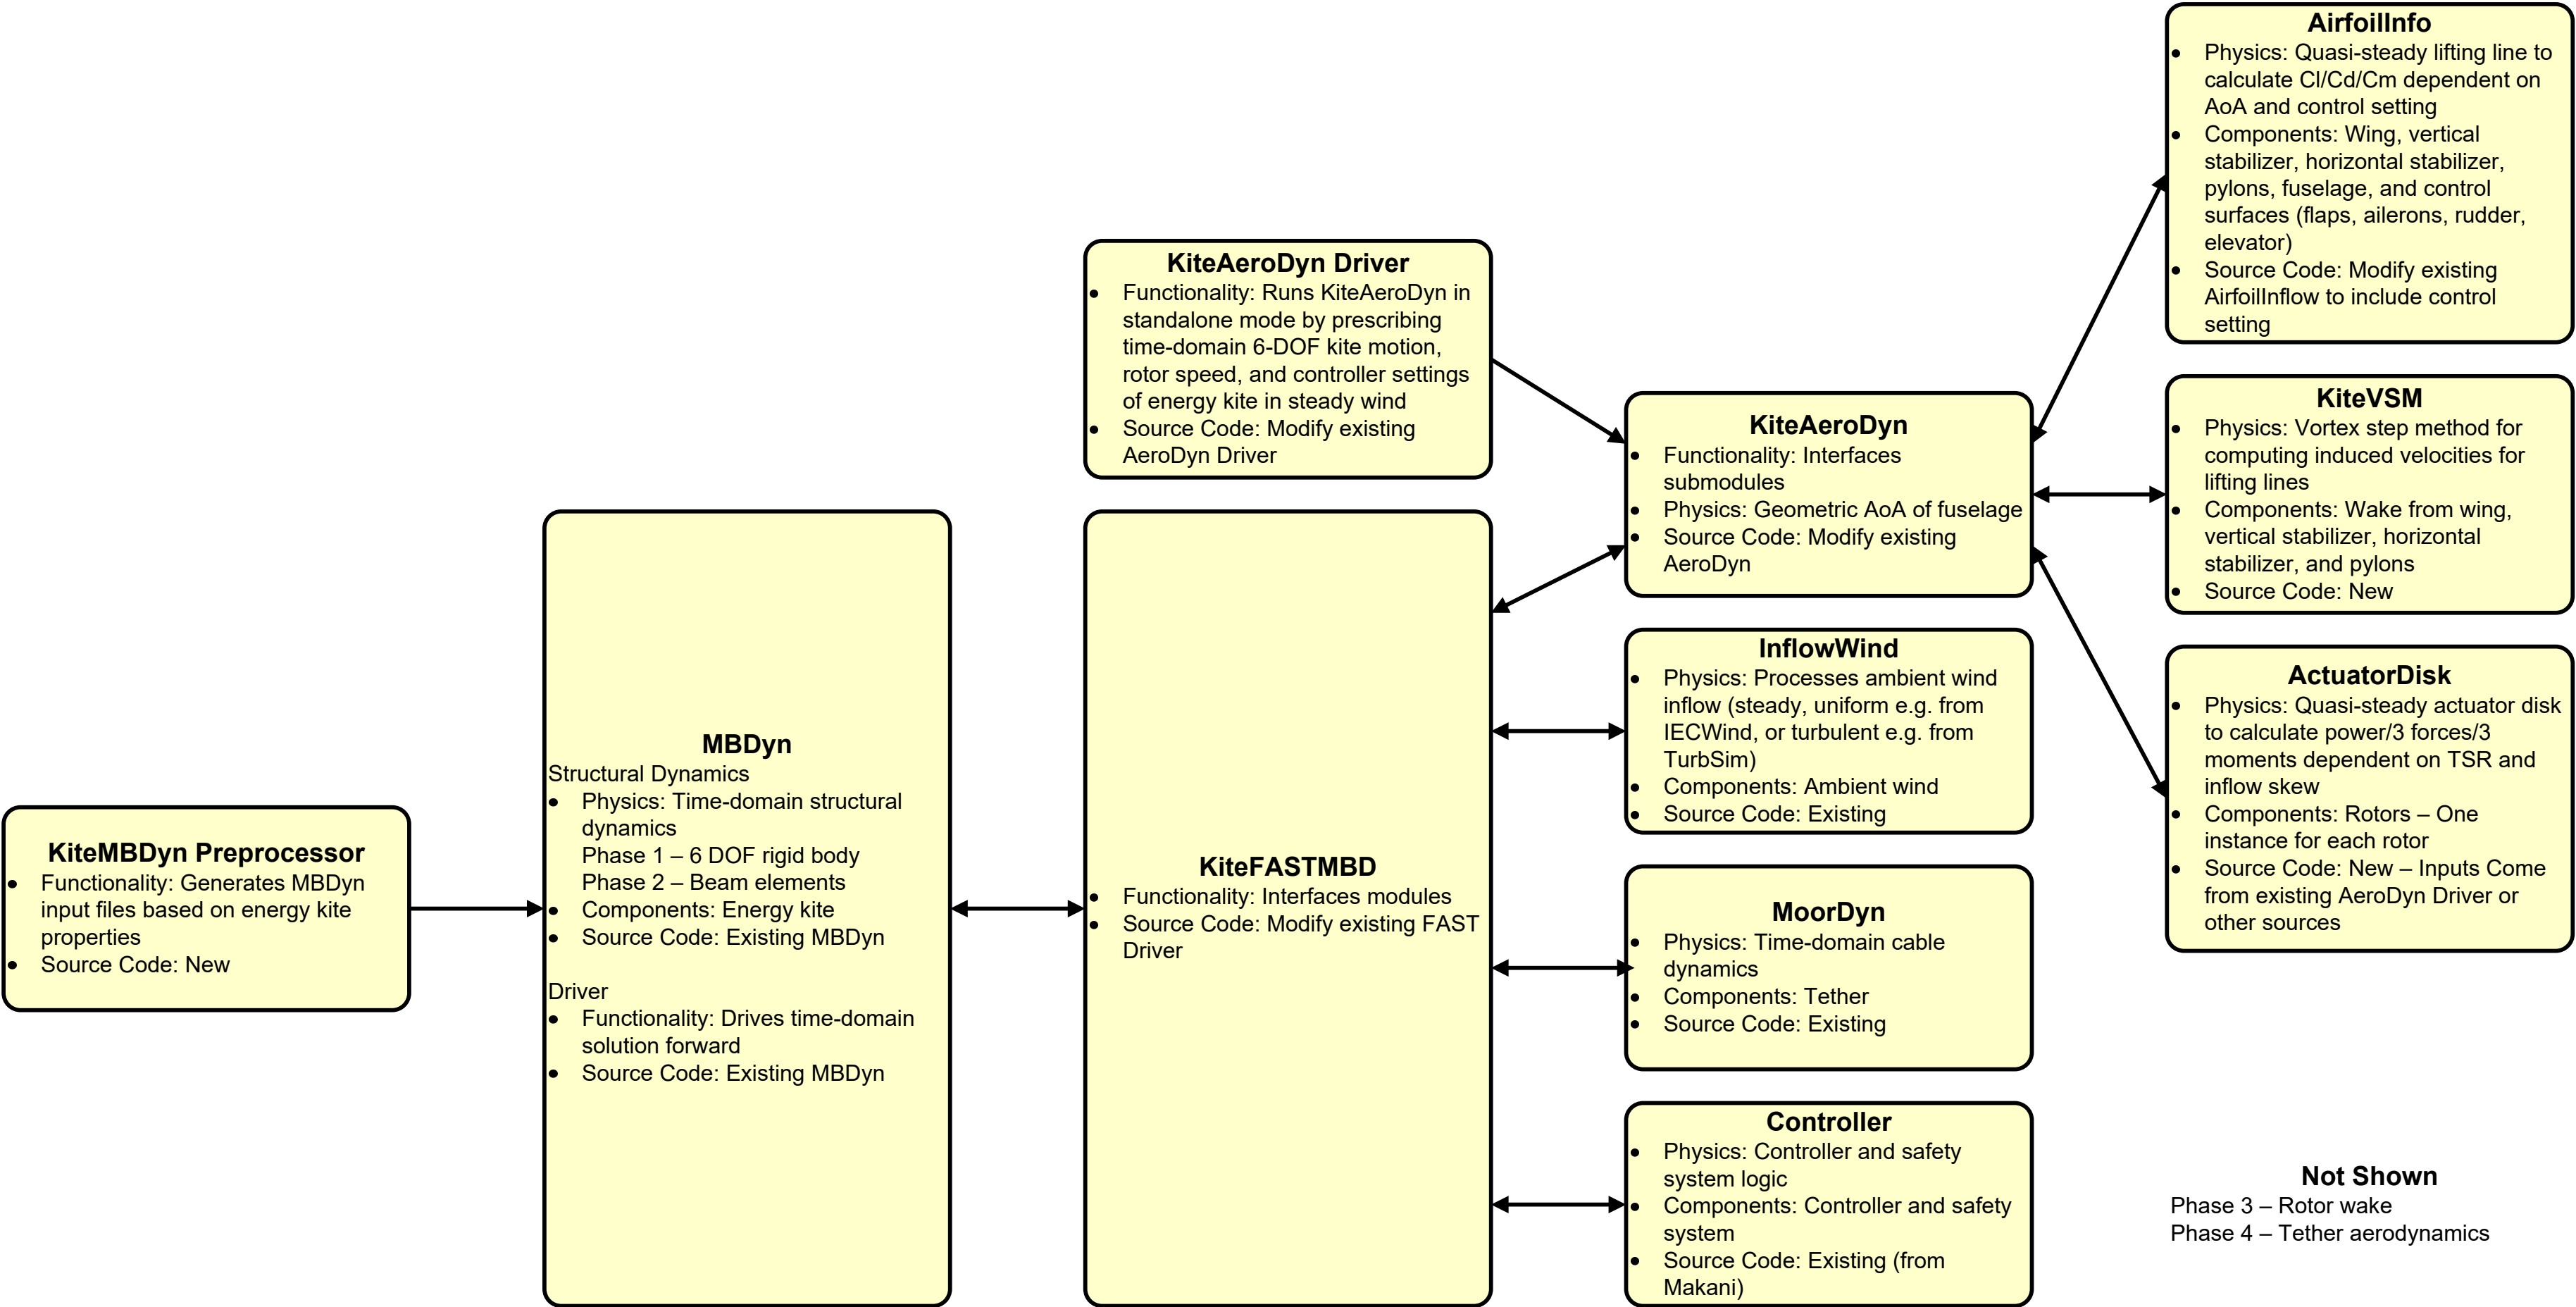 KiteMBDyn Preprocessor
• Functionality: Generates MBDyn
input files based on energy kite
properties
• Source Code: New
MBDyn
Structural Dynamics
• Physics: Time-domain structural
dynamics
Phase 1 – 6 DOF rigid body
Phase 2 – Beam elements
• Components: Energy kite
• Source Code: Existing MBDyn
Driver
• Functionality: Drives time-domain
solution forward
• Source Code: Existing MBDyn
KiteAeroDyn Driver
• Functionality: Runs KiteAeroDyn in
standalone mode by prescribing
time-domain 6-DOF kite motion,
rotor speed, and controller settings
of energy kite in steady wind
• Source Code: Modify existing
AeroDyn Driver
KiteFASTMBD
• Functionality: Interfaces modules
• Source Code: Modify existing FAST
Driver
KiteAeroDyn
• Functionality: Interfaces
submodules
• Physics: Geometric AoA of fuselage
• Source Code: Modify existing
AeroDyn
InflowWind
• Physics: Processes ambient wind
inflow (steady, uniform e.g. from
IECWind, or turbulent e.g. from
TurbSim)
• Components: Ambient wind
• Source Code: Existing
MoorDyn
• Physics: Time-domain cable
dynamics
• Components: Tether
• Source Code: Existing
Controller
• Physics: Controller and safety
system logic
• Components: Controller and safety
system
• Source Code: Existing (from
Makani)
AirfoilInfo
• Physics: Quasi-steady lifting line to
calculate Cl/Cd/Cm dependent on
AoA and control setting
• Components: Wing, vertical
stabilizer, horizontal stabilizer,
pylons, fuselage, and control
surfaces (flaps, ailerons, rudder,
elevator)
• Source Code: Modify existing
AirfoilInflow to include control
setting
KiteVSM
• Physics: Vortex step method for
computing induced velocities for
lifting lines
• Components: Wake from wing,
vertical stabilizer, horizontal
stabilizer, and pylons
• Source Code: New
ActuatorDisk
• Physics: Quasi-steady actuator disk
to calculate power/3 forces/3
moments dependent on TSR and
inflow skew
• Components: Rotors – One
instance for each rotor
• Source Code: New – Inputs Come
from existing AeroDyn Driver or
other sources
Not Shown
Phase 3 – Rotor wake
Phase 4 – Tether aerodynamics